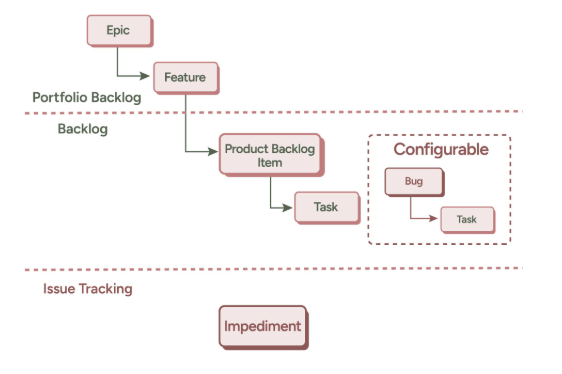 Epic
Feature
Portfolio Backlog
Backlog
Product Backlog
Item
Task
Configurable
Bug
Task
Issue Tracking
Impediment